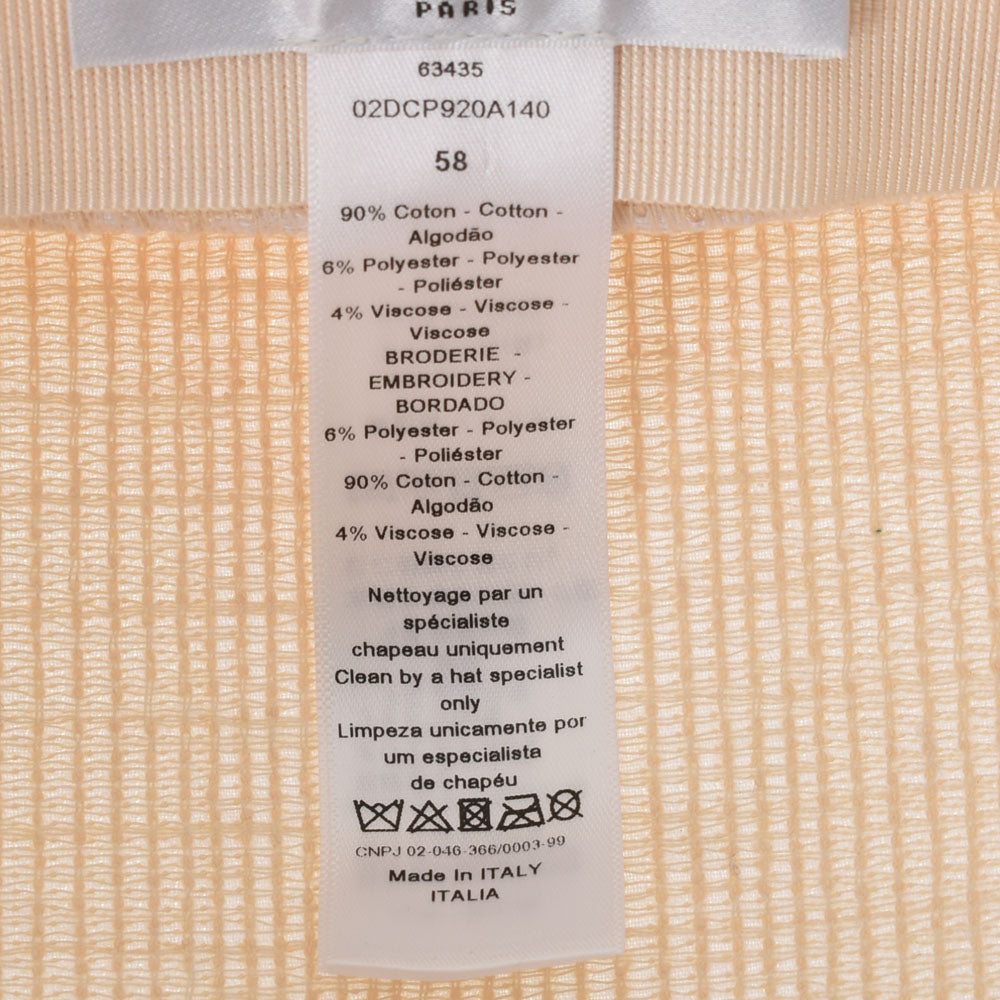 PARIS
63435
02DCP920A140
58
90% Coton - Cotton -
Algodão
6% Polyester - Polyester
- Poliéster
4% Viscose - Viscose -
Viscose
BRODERIE -
EMBROIDERY -
BORDADO
6% Polyester - Polyester
- Poliéster
90% Coton - Cotton -
Algodão
4% Viscose - Viscose -
Viscose
Nettoyage par un
spécialiste
chapeau uniquement
Clean by a hat specialist
only
Limpeza unicamente por
um especialista
de chapéu
CNPJ 02-046-366/0003-99
Made In ITALY
ITALIA